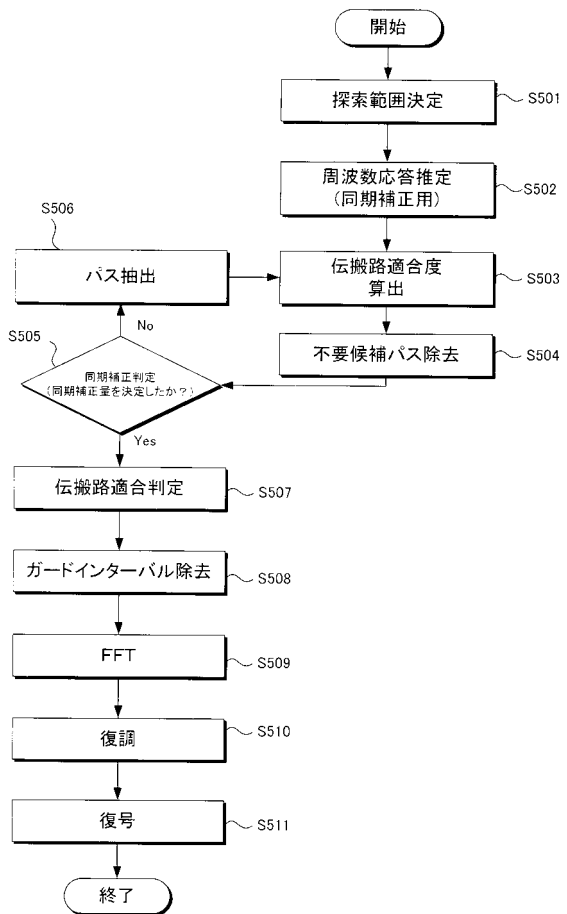 開始
探索範囲決定
S501
周波数応答推定
(同期補正用)
S502
S506
パス抽出
伝搬路適合度
算出
S503
No
S505
不要候補パス除去
S504
同期補正判定
(同期補正量を決定したか?)
Yes
伝搬路適合判定
S507
ガードインターバル除去
S508
FFT
S509
復調
S510
復号
S511
終了